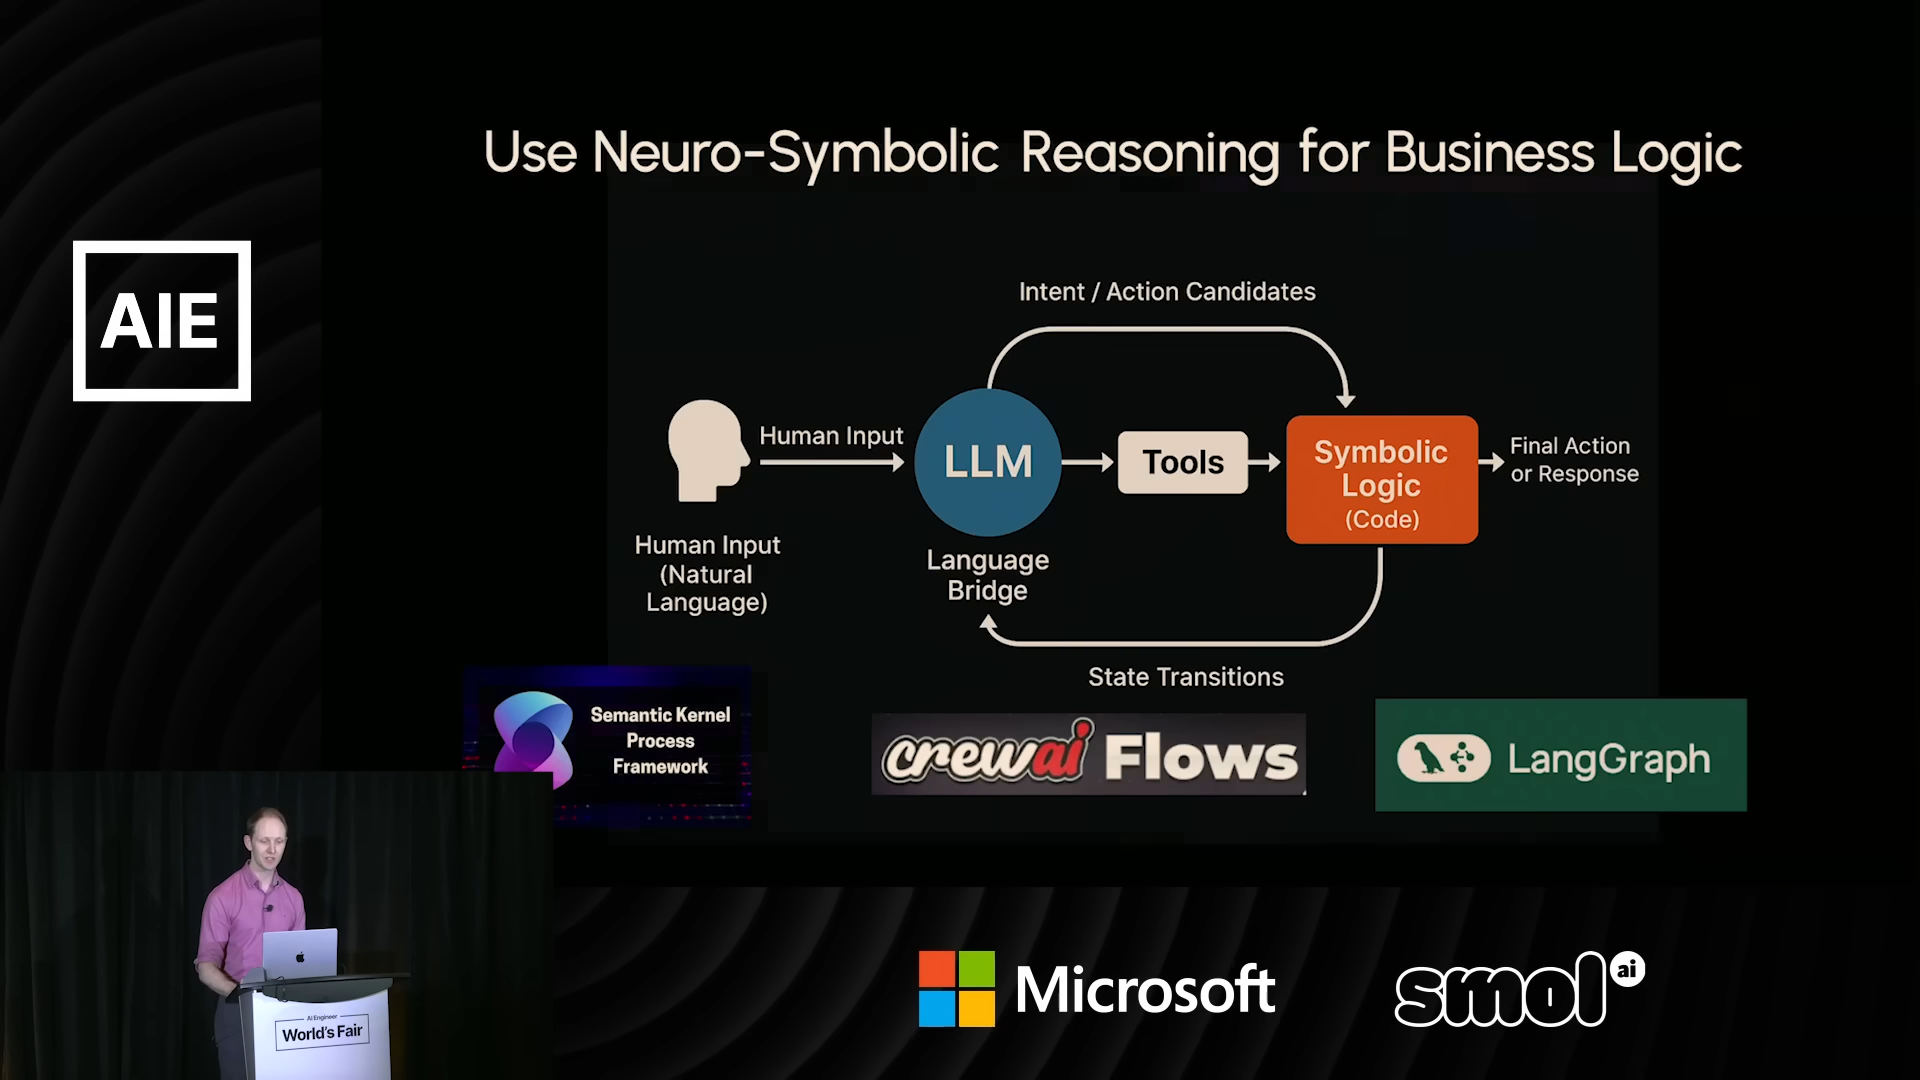 AIE
Use Neuro-Symbolic Reasoning for Business Logic
Intent / Action Candidates
Human Input
LLM
Tools
Symbolic
Logic
(Code)
Final Action
or Response
Human Input
(Natural
Language)
Language
Bridge
State Transitions
Semantic Kernel
Process
Framework
crewai Flows
LangGraph
AI Engineer
World's Fair
Microsoft
smol ai